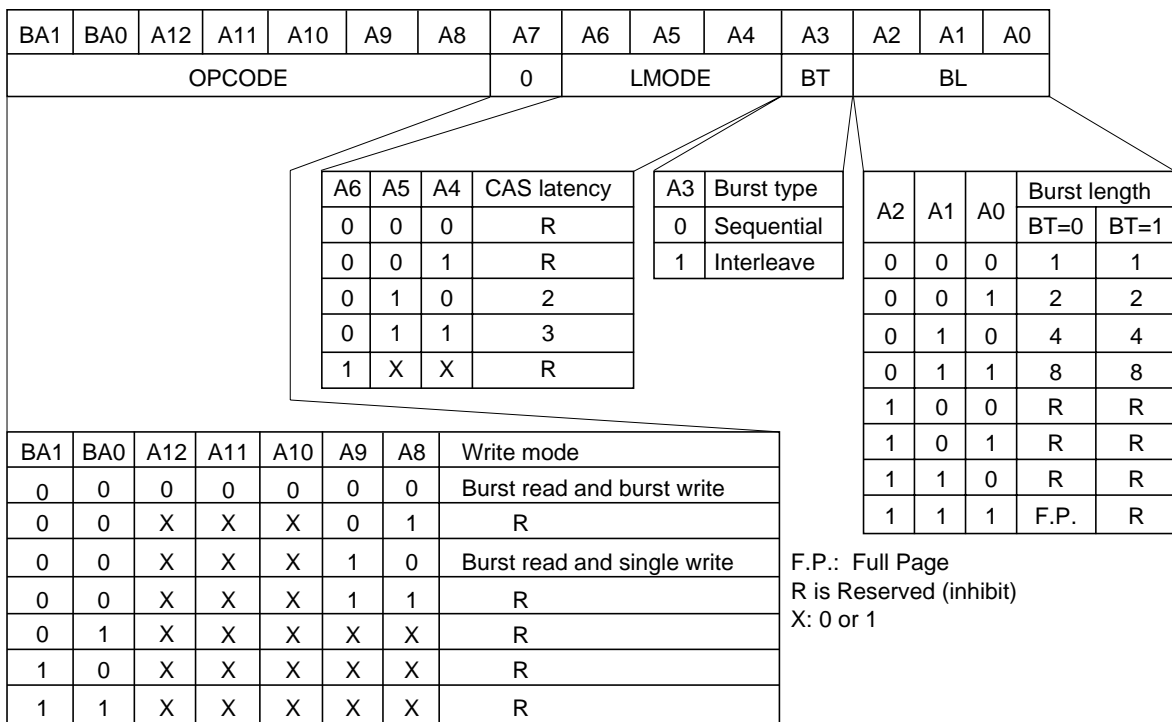 BA1 BA0 A12 A11 A10 A9 A8 A7 A6 A5 A4 A3 A2 A1 A0
OPCODE 0 LMODE BT BL
A6 A5 A4 CAS latency
0 0 0 R
0 0 1 R
0 1 0 2
0 1 1 3
1 X X R
A3 Burst type
0 Sequential
1 Interleave
A2 A1 A0 Burst length
BT=0 BT=1
0 0 0 1 1
0 0 1 2 2
0 1 0 4 4
0 1 1 8 8
1 0 0 R R
1 0 1 R R
1 1 0 R R
1 1 1 F.P. R
BA1 BA0 A12 A11 A10 A9 A8 Write mode
0 0 0 0 0 0 0 Burst read and burst write
0 0 X X X 0 1 R
0 0 X X X 1 0 Burst read and single write
0 0 X X X 1 1 R
0 1 X X X X X R
1 0 X X X X X R
1 1 X X X X X R
F.P.: Full Page
R is Reserved (inhibit)
X: 0 or 1